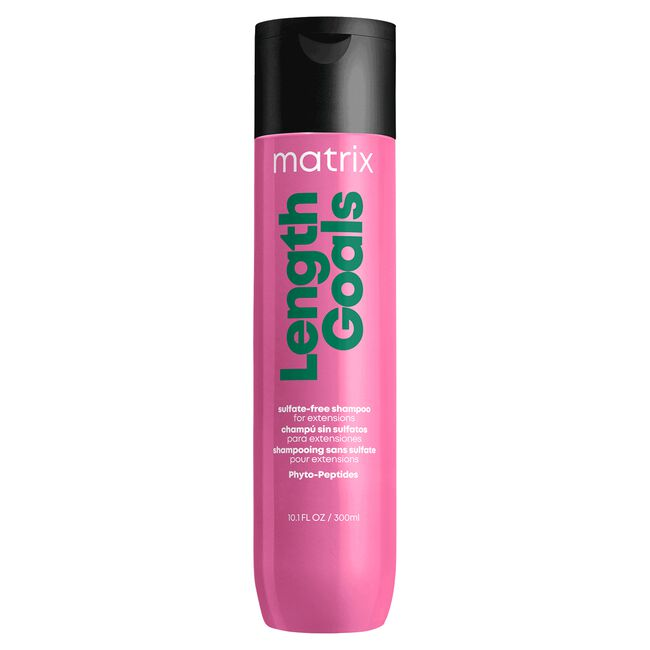 matrix
Length
Goals
sulfate-free shampoo
for extensions
champú sin sulfatos
para extensiones
shampooing sans sulfate
pour extensions
Phyto-Peptides
10.1 FL OZ / 300ml